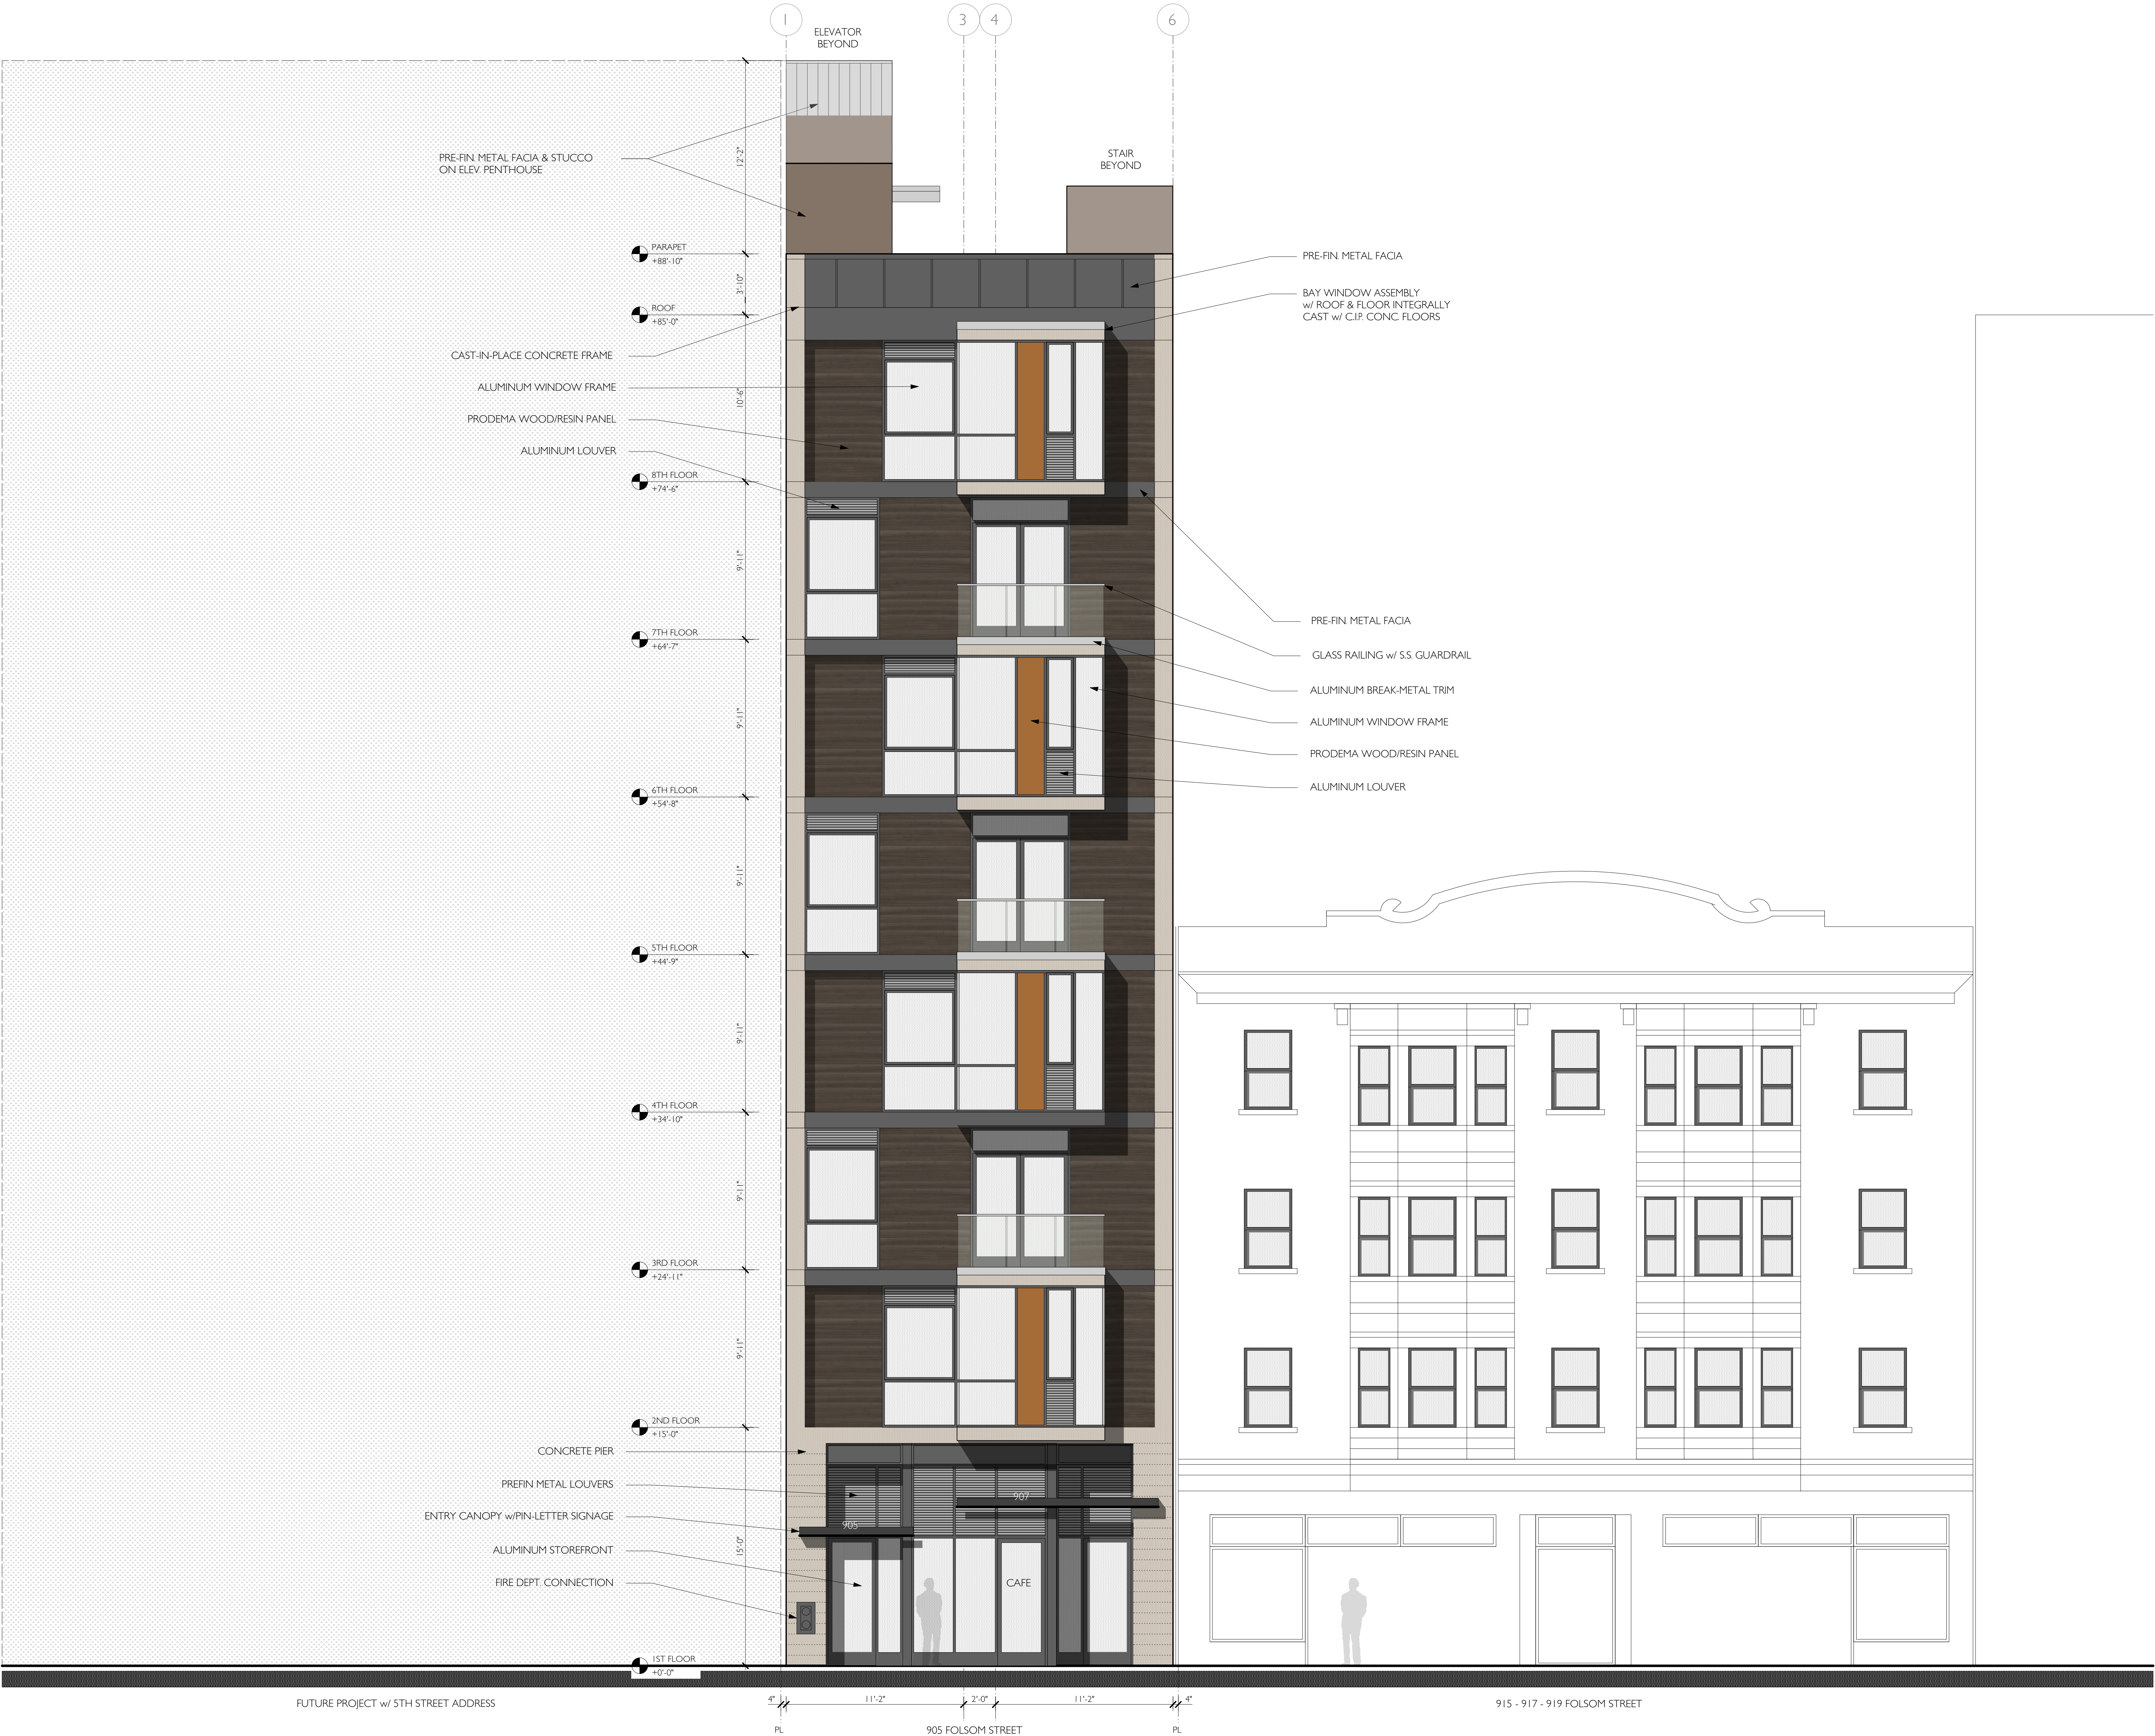 1
3
4
6
ELEVATOR
BEYOND
STAIR
BEYOND
PRE-FIN. METAL FACIA & STUCCO
ON ELEV. PENTHOUSE
12'-2"
PARAPET
+88'-10"
3'-10"
ROOF
+85'-0"
CAST-IN-PLACE CONCRETE FRAME
ALUMINUM WINDOW FRAME
10'-6"
PRODEMA WOOD/RESIN PANEL
ALUMINUM LOUVER
8TH FLOOR
+74'-6"
9'-11"
7TH FLOOR
+64'-7"
9'-11"
6TH FLOOR
+54'-8"
9'-11"
5TH FLOOR
+44'-9"
9'-11"
4TH FLOOR
+34'-10"
9'-11"
3RD FLOOR
+24'-11"
9'-11"
2ND FLOOR
+15'-0"
CONCRETE PIER
PREFIN METAL LOUVERS
ENTRY CANOPY w/PIN-LETTER SIGNAGE
ALUMINUM STOREFRONT
FIRE DEPT. CONNECTION
15'-0"
1ST FLOOR
+0'-0"
PRE-FIN. METAL FACIA
BAY WINDOW ASSEMBLY
w/ ROOF & FLOOR INTEGRALLY
CAST w/ C.I.P. CONC. FLOORS
PRE-FIN. METAL FACIA
GLASS RAILING w/ S.S. GUARDRAIL
ALUMINUM BREAK-METAL TRIM
ALUMINUM WINDOW FRAME
PRODEMA WOOD/RESIN PANEL
ALUMINUM LOUVER
907
905
CAFE
FUTURE PROJECT w/ 5TH STREET ADDRESS
4"
11'-2"
2'-0"
11'-2"
4"
915 - 917 - 919 FOLSOM STREET
PL
905 FOLSOM STREET
PL